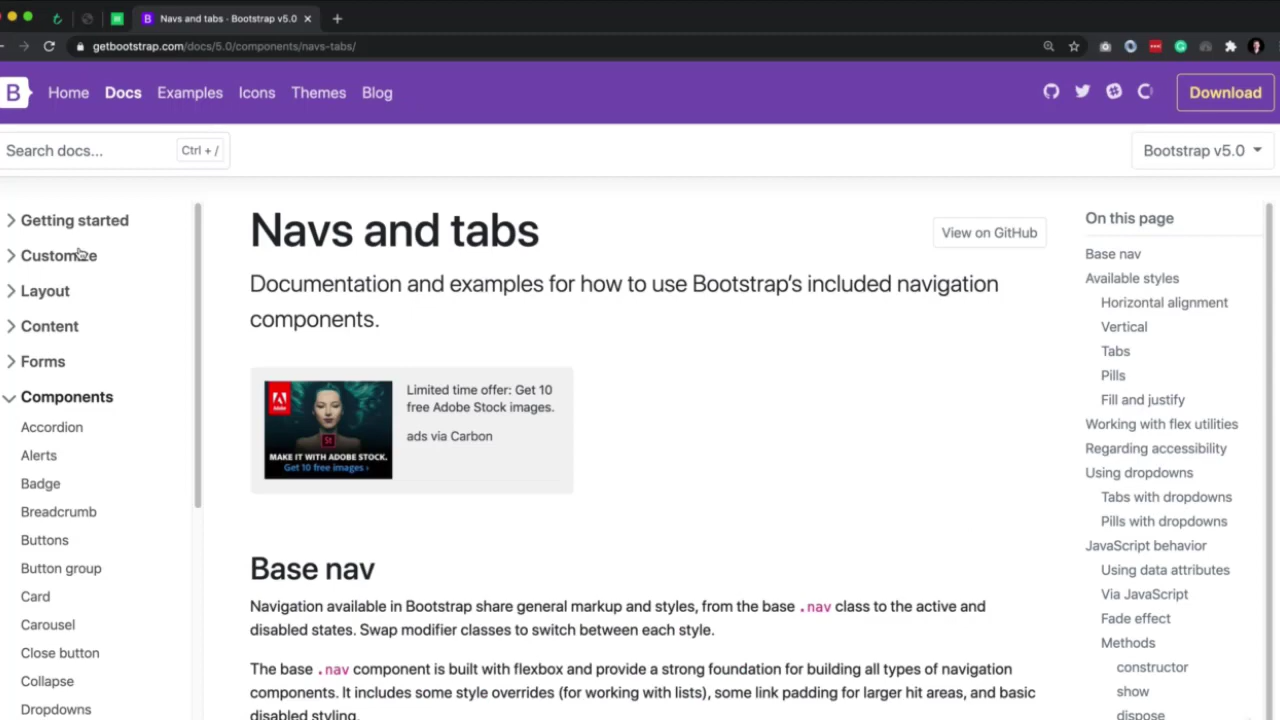 Navs and tabs · Bootstrap v5.0
getbootstrap.com/docs/5.0/components/navs-tabs/
B
Home
Docs
Examples
Icons
Themes
Blog
Download
Search docs...
Ctrl + /
Bootstrap v5.0
Getting started
Customize
Layout
Content
Forms
Components
Accordion
Alerts
Badge
Breadcrumb
Buttons
Button group
Card
Carousel
Close button
Collapse
Dropdowns
Navs and tabs
View on GitHub
Documentation and examples for how to use Bootstrap’s included navigation
components.
Adobe
St
MAKE IT WITH ADOBE STOCK.
Get 10 free images ›
Limited time offer: Get 10
free Adobe Stock images.
ads via Carbon
Base nav
Navigation available in Bootstrap share general markup and styles, from the base .nav class to the active and
disabled states. Swap modifier classes to switch between each style.
The base .nav component is built with flexbox and provide a strong foundation for building all types of navigation
components. It includes some style overrides (for working with lists), some link padding for larger hit areas, and basic
disabled styling.
On this page
Base nav
Available styles
Horizontal alignment
Vertical
Tabs
Pills
Fill and justify
Working with flex utilities
Regarding accessibility
Using dropdowns
Tabs with dropdowns
Pills with dropdowns
JavaScript behavior
Using data attributes
Via JavaScript
Fade effect
Methods
constructor
show
dispose